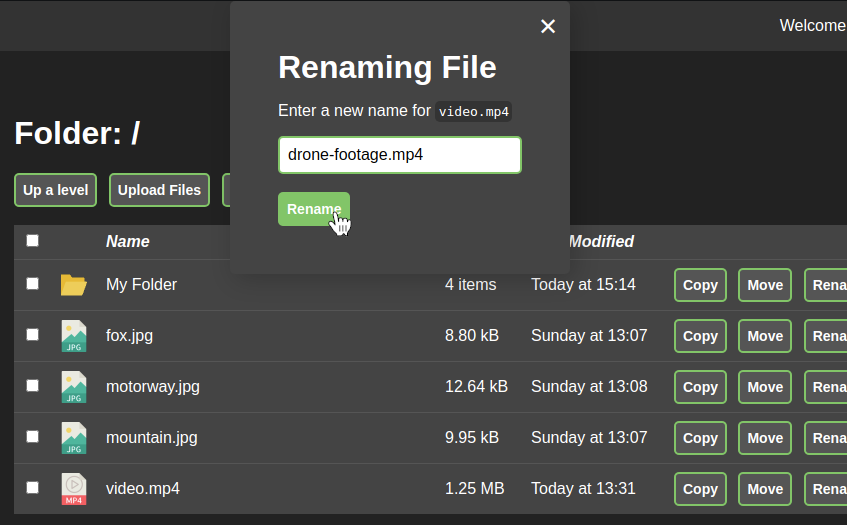 Welcome
Renaming File
Enter a new name for video.mp4
drone-footage.mp4
Rename
Folder: /
Up a level Upload Files
Name Modified
My Folder 4 items Today at 15:14 Copy Move Rena
JPG fox.jpg 8.80 kB Sunday at 13:07 Copy Move Rena
JPG motorway.jpg 12.64 kB Sunday at 13:08 Copy Move Rena
JPG mountain.jpg 9.95 kB Sunday at 13:07 Copy Move Rena
MP4 video.mp4 1.25 MB Today at 13:31 Copy Move Rena